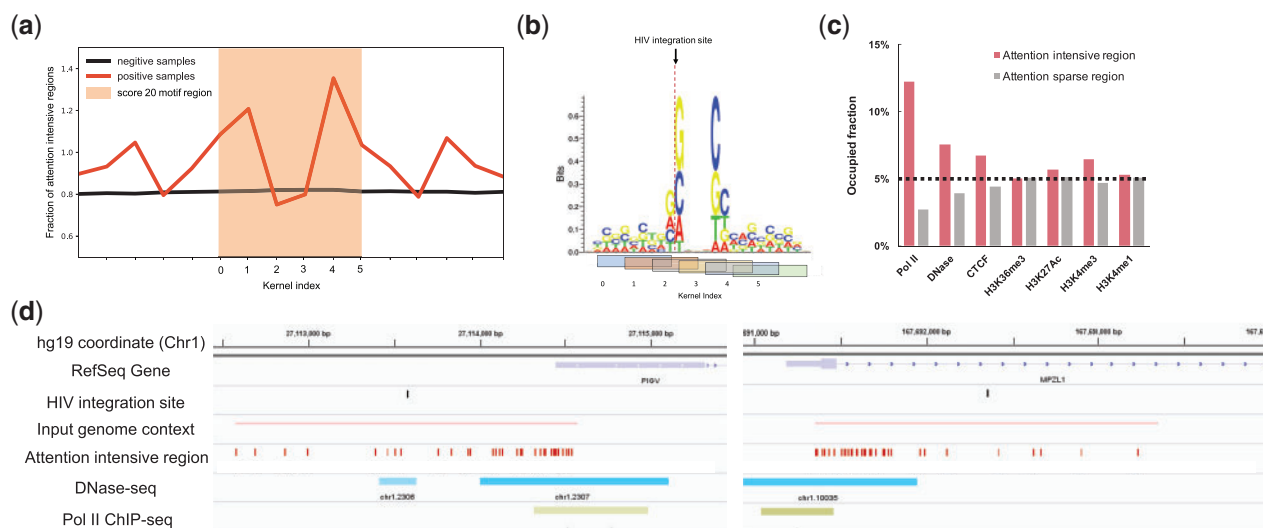 (a)
negitive samples
positive samples
score 20 motif region
Fraction of attention intensive regions
1.4
1.2
1.0
0.8
0.6
0 1 2 3 4 5
Kernel index
(b)
HIV integration site
Bits
0.6
0.5
0.4
0.3
0.2
0.1
0.0
0 1 2 3 4 5
Kernel Index
(c)
Attention intensive region
Attention sparse region
Occupied fraction
15%
10%
5%
0%
Pol II DNase CTCF H3K36me3 H3K27Ac H3K4me3 H3K4me1
(d)
27,113,000 bp 27,114,000 bp 27,115,000 bp 691,000 bp 167,692,000 bp
hg19 coordinate (Chr1)
RefSeq Gene
PIGV MPZL1
HIV integration site
Input genome context
Attention intensive region
DNase-seq
chr1.2306 chr1.2307 chr1.10035
Pol II ChIP-seq